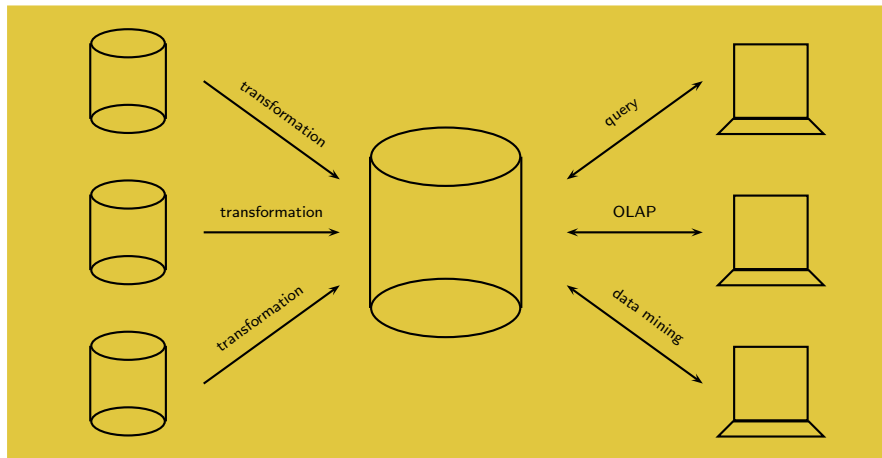 transformation
query
transformation
OLAP
transformation
data mining